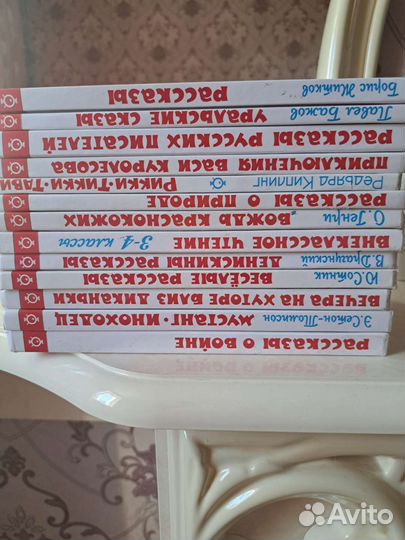 Борис Житков РАССКАЗЫ
Павел Бажов УРАЛЬСКИЕ СКАЗЫ
РАССКАЗЫ РУССКИХ ПИСАТЕЛЕЙ
ПРИКЛЮЧЕНИЯ ВАСИ КУРОЛЕСОВА
Редьярд Киплинг РИККИ-ТИККИ-ТАВИ
РАССКАЗЫ О ПРИРОДЕ
О. Генри ВОЖДЬ КРАСНОКОЖИХ
ВНЕКЛАССНОЕ ЧТЕНИЕ 3-4 классы
В. Драгунский ДЕНИСКИНЫ РАССКАЗЫ
Ю. Сотник ВЕСЁЛЫЕ РАССКАЗЫ
ВЕЧЕРА НА ХУТОРЕ БЛИЗ ДИКАНЬКИ
Э. Сетон-Томпсон МУСТАНГ-ИНОХОДЕЦ
РАССКАЗЫ О ВОЙНЕ
Avito